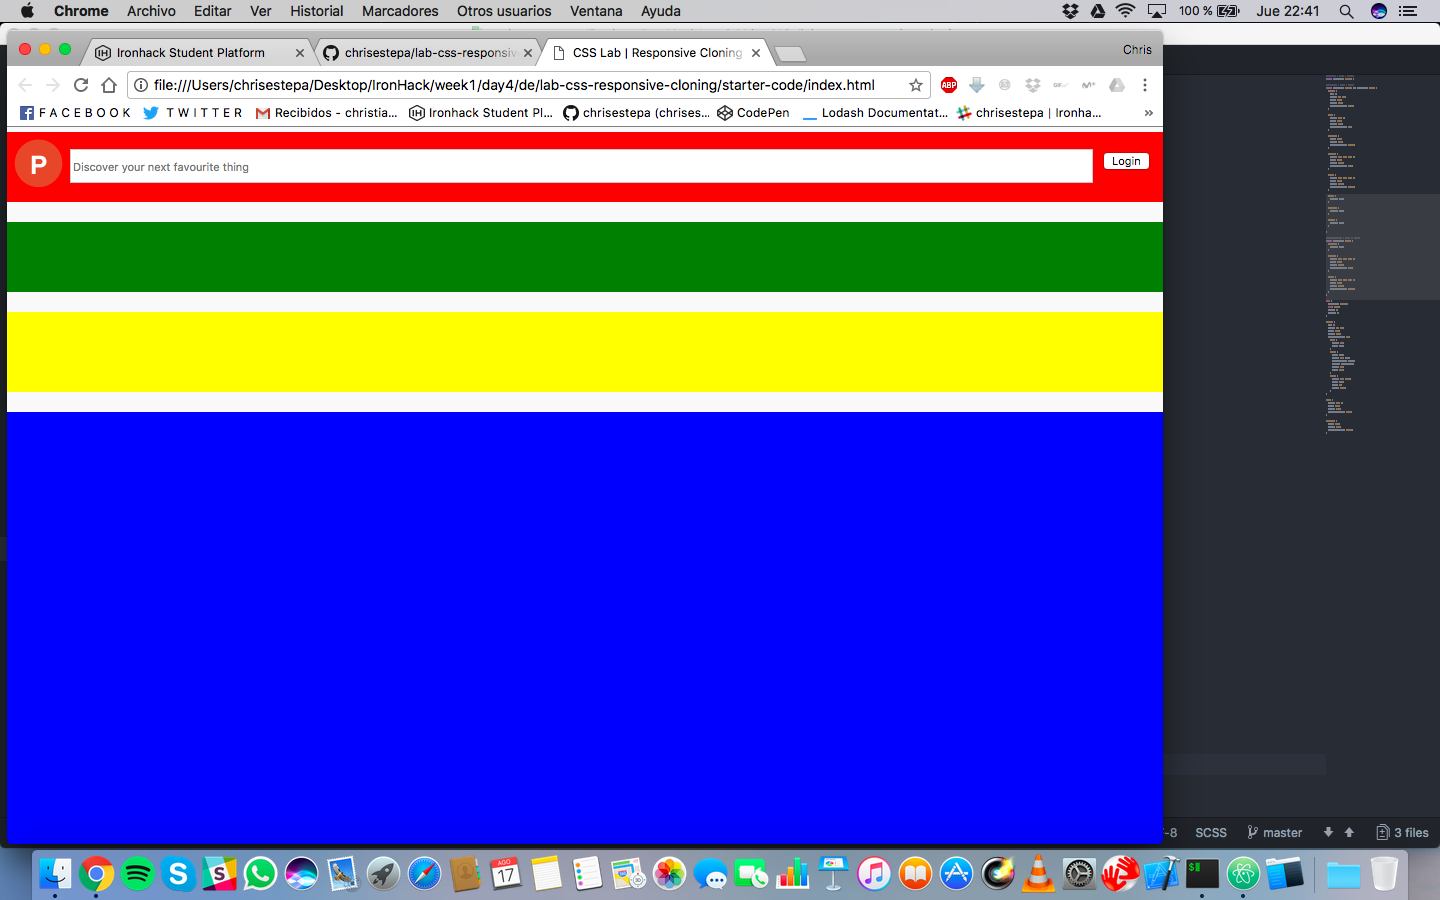 Chrome Archivo Editar Ver Historial Marcadores Otros usuarios Ventana Ayuda 100 % Jue 22:41
Ironhack Student Platform chrisestepa/lab-css-responsiv CSS Lab | Responsive Cloning Chris
file:///Users/chrisestepa/Desktop/IronHack/week1/day4/de/lab-css-responsive-cloning/starter-code/index.html ABP
F A C E B O O K T W I T T E R Recibidos - christia... Ironhack Student Pl... chrisestepa (chrises... CodePen Lodash Documentat... chrisestepa | Ironha... »
P Discover your next favourite thing Login
-8 SCSS master 3 files
AGO
17